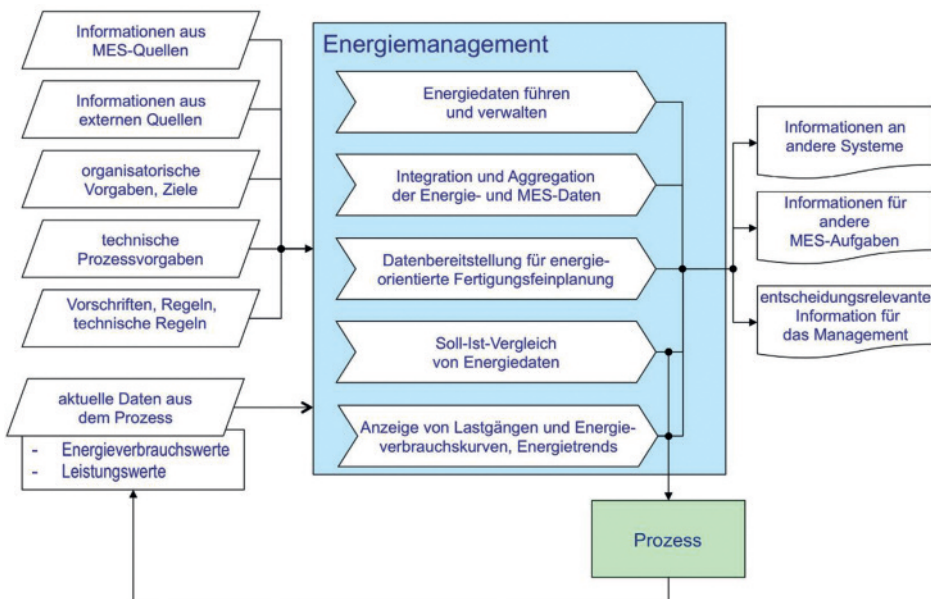 Informationen aus
MES-Quellen
Informationen aus
externen Quellen
organisatorische
Vorgaben, Ziele
technische
Prozessvorgaben
Vorschriften, Regeln,
technische Regeln
aktuelle Daten aus
dem Prozess
- Energieverbrauchswerte
- Leistungswerte
Energiemanagement
Energiedaten führen
und verwalten
Integration und Aggregation
der Energie- und MES-Daten
Datenbereitstellung für energie-
orientierte Fertigungsfeinplanung
Soll-Ist-Vergleich
von Energiedaten
Anzeige von Lastgängen und Energie-
verbrauchskurven, Energietrends
Informationen an
andere Systeme
Informationen für
andere
MES-Aufgaben
entscheidungsrelevante
Information für
das Management
Prozess